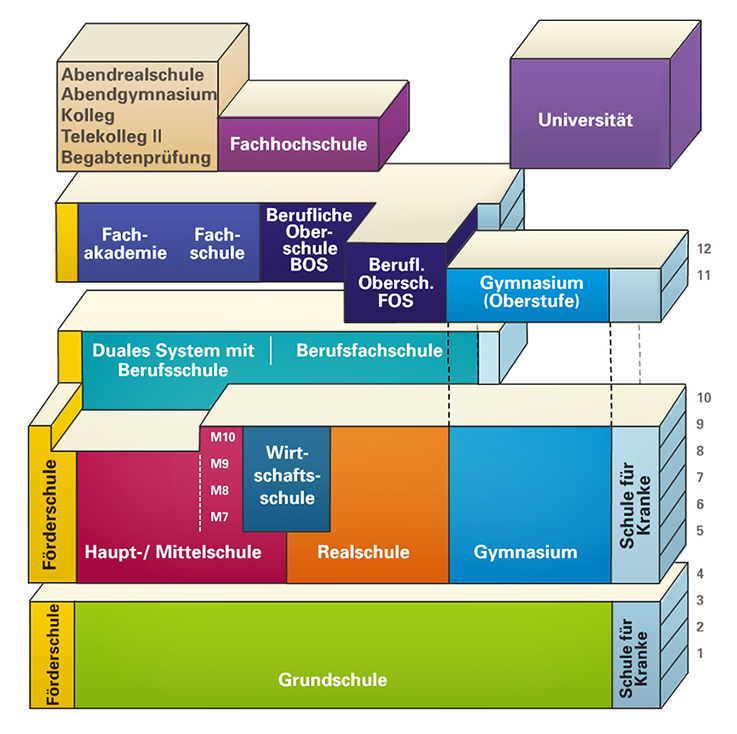 Abendrealschule
Abendgymnasium
Kolleg
Telekolleg II
Begabtenprüfung
Fachhochschule
Universität
Fach-
akademie
Fach-
schule
Berufliche
Ober-
schule
BOS
Berufl.
Obersch.
FOS
Gymnasium
(Oberstufe)
12
11
Duales System mit
Berufsschule
Berufsfachschule
10
9
8
7
6
5
Förderschule
M10
M9
M8
M7
Haupt-/ Mittelschule
Wirt-
schafts-
schule
Realschule
Gymnasium
Schule für
Kranke
4
3
2
1
Förderschule
Grundschule
Schule für
Kranke